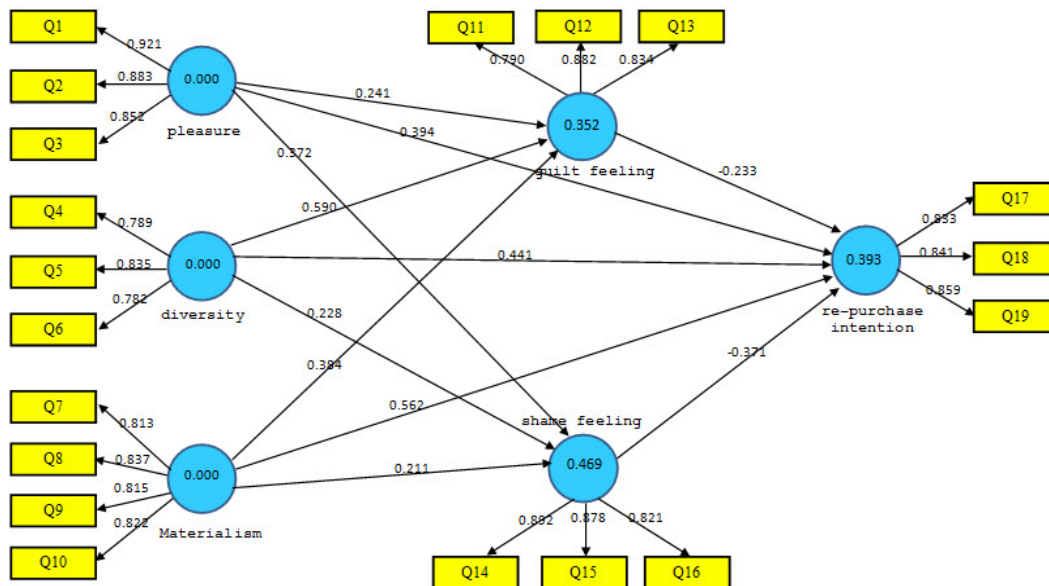 Q1
Q2
Q3
0.921
0.883
0.852
0.000
pleasure
Q4
Q5
Q6
0.789
0.835
0.782
0.000
diversity
Q7
Q8
Q9
Q10
0.813
0.837
0.815
0.822
0.000
Materialism
0.241
0.394
0.372
0.590
0.441
0.228
0.384
0.562
0.211
Q11
Q12
Q13
0.790
0.882
0.834
0.352
guilt feeling
shame feeling
0.469
0.892
0.878
0.821
Q14
Q15
Q16
-0.233
-0.371
0.393
re-purchase
intention
0.833
0.841
0.859
Q17
Q18
Q19